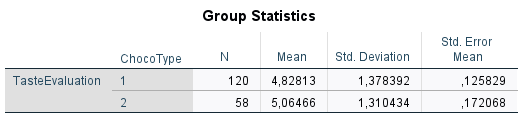 Group Statistics
ChocoType N Mean Std. Deviation Std. Error Mean
TasteEvaluation 1 120 4,82813 1,378392 ,125829
2 58 5,06466 1,310434 ,172068